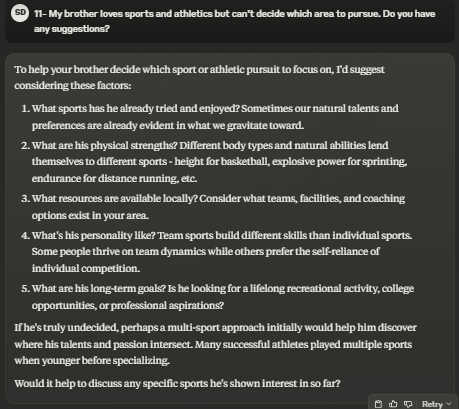 SD
11- My brother loves sports and athletics but can't decide which area to pursue. Do you have
any suggestions?
To help your brother decide which sport or athletic pursuit to focus on, I'd suggest
considering these factors:
1. What sports has he already tried and enjoyed? Sometimes our natural talents and
preferences are already evident in what we gravitate toward.
2. What are his physical strengths? Different body types and natural abilities lend
themselves to different sports - height for basketball, explosive power for sprinting,
endurance for distance running, etc.
3. What resources are available locally? Consider what teams, facilities, and coaching
options exist in your area.
4. What's his personality like? Team sports build different skills than individual sports.
Some people thrive on team dynamics while others prefer the self-reliance of
individual competition.
5. What are his long-term goals? Is he looking for a lifelong recreational activity, college
opportunities, or professional aspirations?
If he's truly undecided, perhaps a multi-sport approach initially would help him discover
where his talents and passion intersect. Many successful athletes played multiple sports
when younger before specializing.
Would it help to discuss any specific sports he's shown interest in so far?
Retry